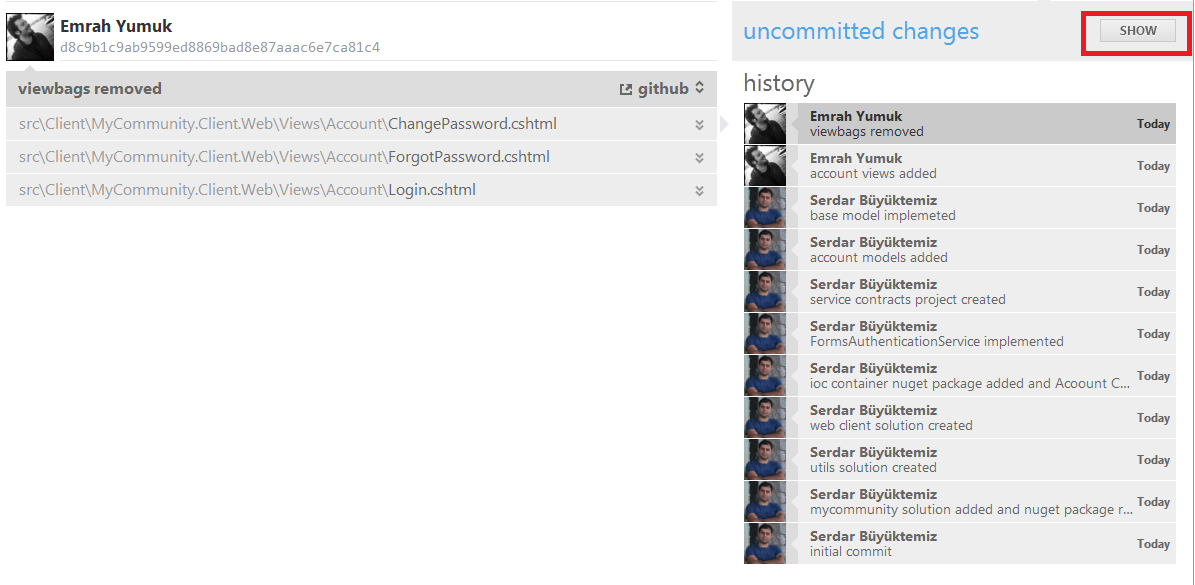 Emrah Yumuk
d8c9b1c9ab9599ed8869bad8e87aaac6e7ca81c4
viewbags removed
github
src\Client\MyCommunity.Client.Web\Views\Account\ChangePassword.cshtml
src\Client\MyCommunity.Client.Web\Views\Account\ForgotPassword.cshtml
src\Client\MyCommunity.Client.Web\Views\Account\Login.cshtml
uncommitted changes
SHOW
history
Emrah Yumuk
viewbags removed
Today
Emrah Yumuk
account views added
Today
Serdar Büyüktemiz
base model implemeted
Today
Serdar Büyüktemiz
account models added
Today
Serdar Büyüktemiz
service contracts project created
Today
Serdar Büyüktemiz
FormsAuthenticationService implemented
Today
Serdar Büyüktemiz
ioc container nuget package added and Acoount C...
Today
Serdar Büyüktemiz
web client solution created
Today
Serdar Büyüktemiz
utils solution created
Today
Serdar Büyüktemiz
mycommunity solution added and nuget package r...
Today
Serdar Büyüktemiz
initial commit
Today